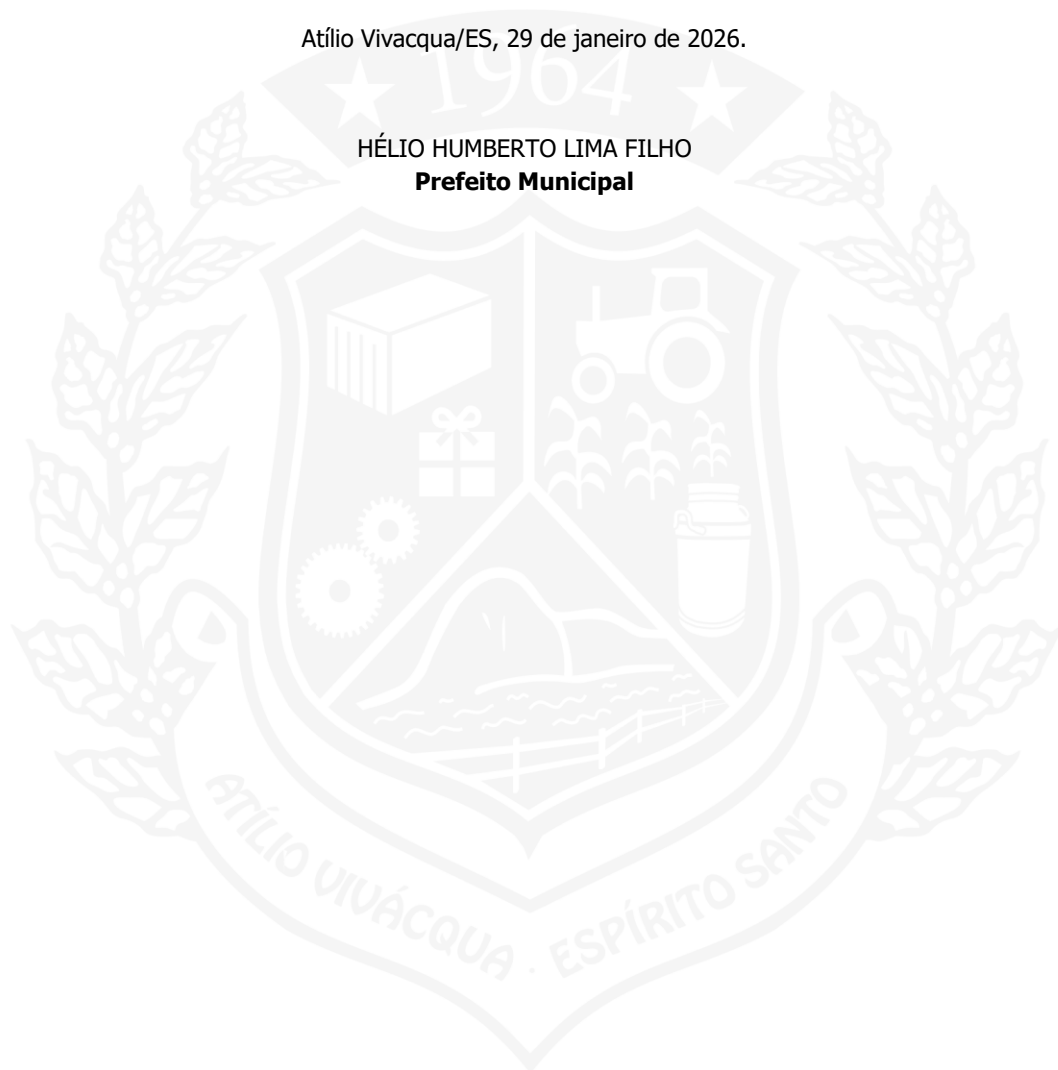 Atílio Vivacqua/ES, 29 de janeiro de 2026.
1964
HÉLIO HUMBERTO LIMA FILHO
Prefeito Municipal
ATÍLIO VIVÁCQUA . ESPÍRITO SANTO